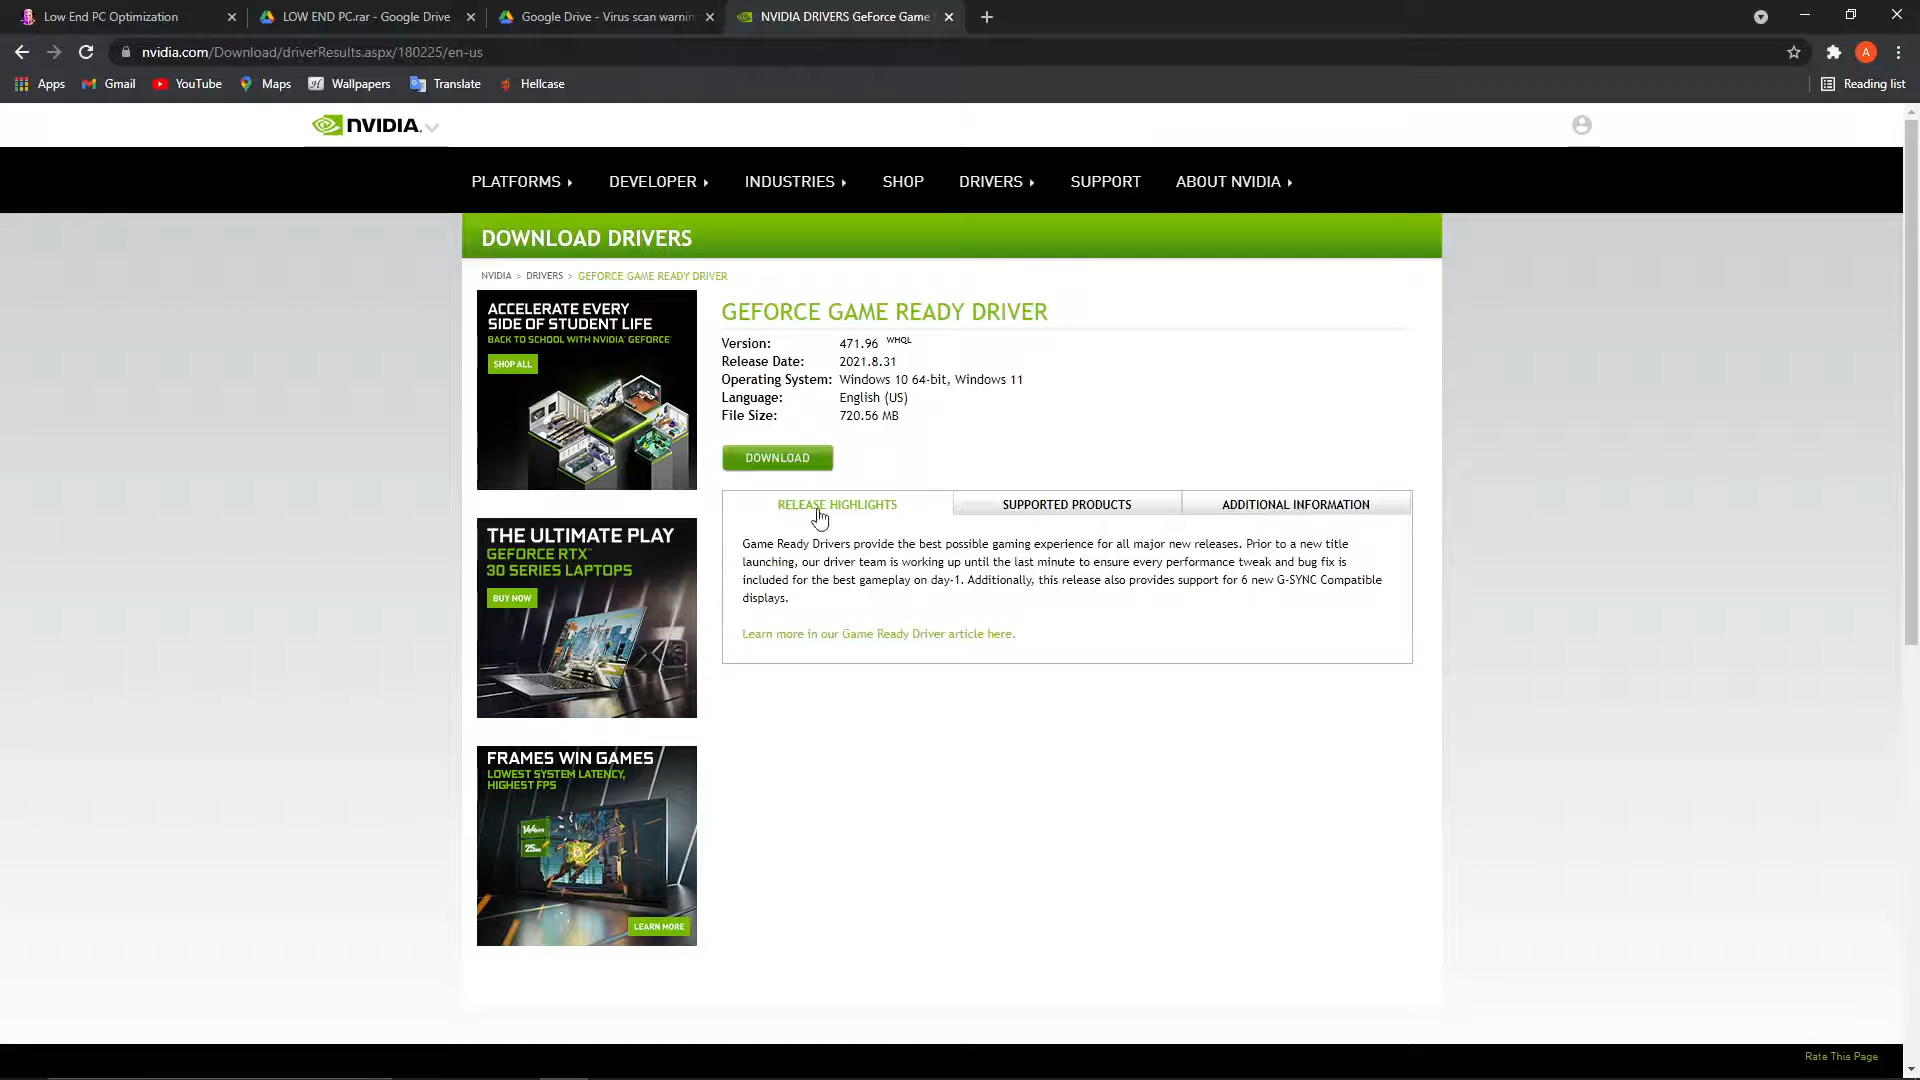 Low End PC Optimization
LOW END PC.rar - Google Drive
Google Drive - Virus scan warnin
NVIDIA DRIVERS GeForce Game
nvidia.com/Download/driverResults.aspx/180225/en-us
A
Apps
Gmail
YouTube
Maps
Wallpapers
Translate
Hellcase
Reading list
NVIDIA.
PLATFORMS
DEVELOPER
INDUSTRIES
SHOP
DRIVERS
SUPPORT
ABOUT NVIDIA
DOWNLOAD DRIVERS
NVIDIA > DRIVERS > GEFORCE GAME READY DRIVER
ACCELERATE EVERY
SIDE OF STUDENT LIFE
BACK TO SCHOOL WITH NVIDIA GEFORCE
SHOP ALL
GEFORCE GAME READY DRIVER
Version: 471.96 WHQL
Release Date: 2021.8.31
Operating System: Windows 10 64-bit, Windows 11
Language: English (US)
File Size: 720.56 MB
DOWNLOAD
RELEASE HIGHLIGHTS
SUPPORTED PRODUCTS
ADDITIONAL INFORMATION
Game Ready Drivers provide the best possible gaming experience for all major new releases. Prior to a new title
launching, our driver team is working up until the last minute to ensure every performance tweak and bug fix is
included for the best gameplay on day-1. Additionally, this release also provides support for 6 new G-SYNC Compatible
displays.
Learn more in our Game Ready Driver article here.
THE ULTIMATE PLAY
GEFORCE RTX™
30 SERIES LAPTOPS
BUY NOW
FRAMES WIN GAMES
LOWEST SYSTEM LATENCY,
HIGHEST FPS
LEARN MORE
Rate This Page